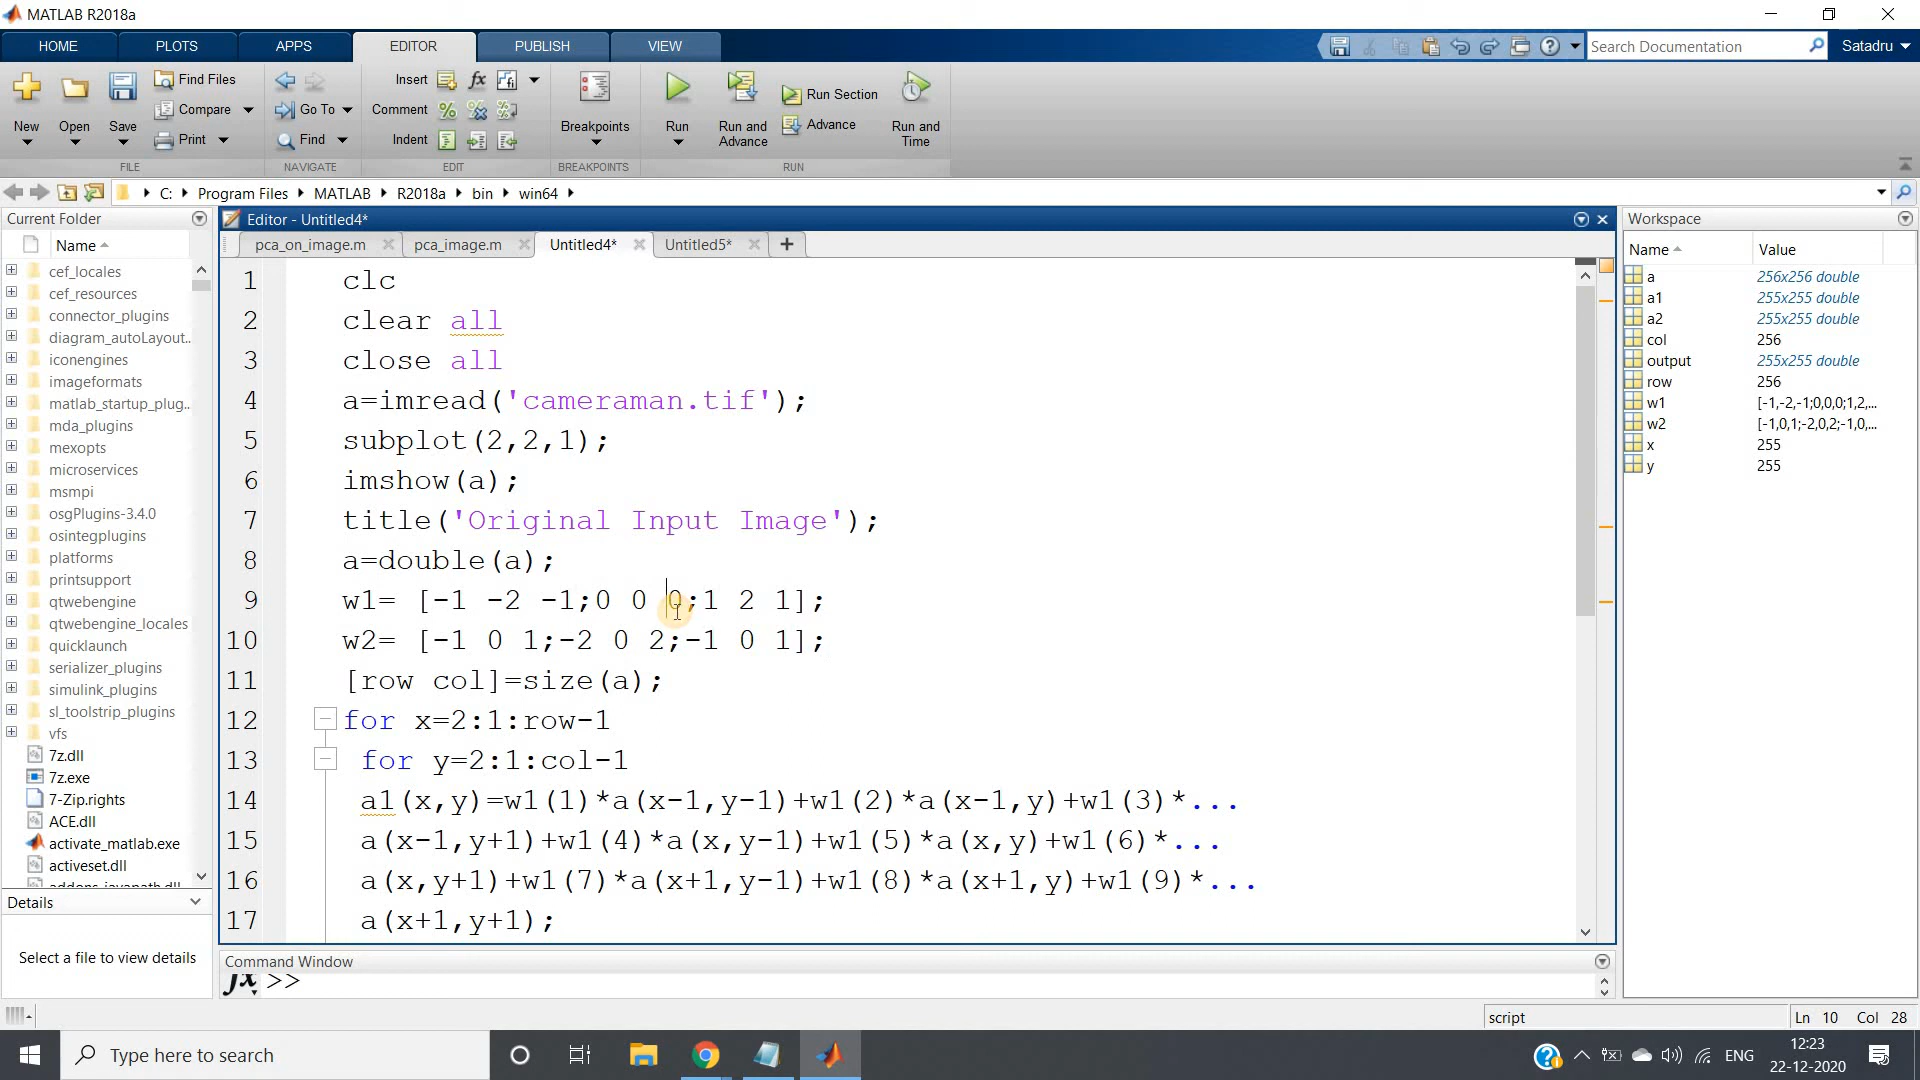 MATLAB R2018a
HOME PLOTS APPS EDITOR PUBLISH VIEW
Search Documentation
Satadru
New Open Save
Find Files
Compare
Print
FILE
Go To
Find
NAVIGATE
Insert
Comment
Indent
EDIT
fx
Breakpoints
BREAKPOINTS
Run
Run and Advance
Run Section
Advance
Run and Time
RUN
C: Program Files MATLAB R2018a bin win64
Current Folder
Name
cef_locales
cef_resources
connector_plugins
diagram_autoLayout...
iconengines
imageformats
matlab_startup_plug...
mda_plugins
mexopts
microservices
msmpi
osgPlugins-3.4.0
osintegplugins
platforms
printsupport
qtwebengine
qtwebengine_locales
quicklaunch
serializer_plugins
simulink_plugins
sl_toolstrip_plugins
vfs
7z.dll
7z.exe
7-Zip.rights
ACE.dll
activate_matlab.exe
activeset.dll
Details
Select a file to view details
Editor - Untitled4*
pca_on_image.m pca_image.m Untitled4* Untitled5*
1 clc
2 clear all
3 close all
4 a=imread('cameraman.tif');
5 subplot(2,2,1);
6 imshow(a);
7 title('Original Input Image');
8 a=double(a);
9 w1= [-1 -2 -1;0 0 0;1 2 1];
10 w2= [-1 0 1;-2 0 2;-1 0 1];
11 [row col]=size(a);
12 for x=2:1:row-1
13 for y=2:1:col-1
14 a1(x,y)=w1(1)*a(x-1,y-1)+w1(2)*a(x-1,y)+w1(3)*...
15 a(x-1,y+1)+w1(4)*a(x,y-1)+w1(5)*a(x,y)+w1(6)*...
16 a(x,y+1)+w1(7)*a(x+1,y-1)+w1(8)*a(x+1,y)+w1(9)*...
17 a(x+1,y+1);
Command Window
fx >>
Workspace
Name Value
a 256x256 double
a1 255x255 double
a2 255x255 double
col 256
output 255x255 double
row 256
w1 [-1,-2,-1;0,0,0;1,2,...
w2 [-1,0,1;-2,0,2;-1,0,...
x 255
y 255
script
Ln 10 Col 28
Type here to search
ENG
12:23
22-12-2020